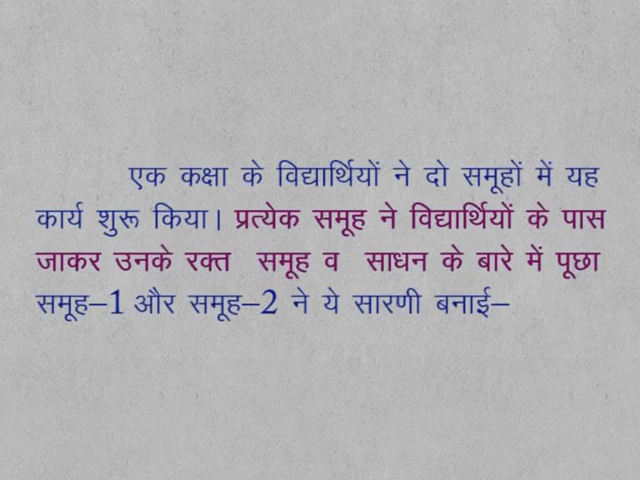 एक कक्षा के विद्यार्थियों ने दो समूहों में यह
कार्य शुरू किया। प्रत्येक समूह ने विद्यार्थियों के पास
जाकर उनके रक्त समूह व साधन के बारे में पूछा
समूह–1 और समूह–2 ने ये सारणी बनाई–